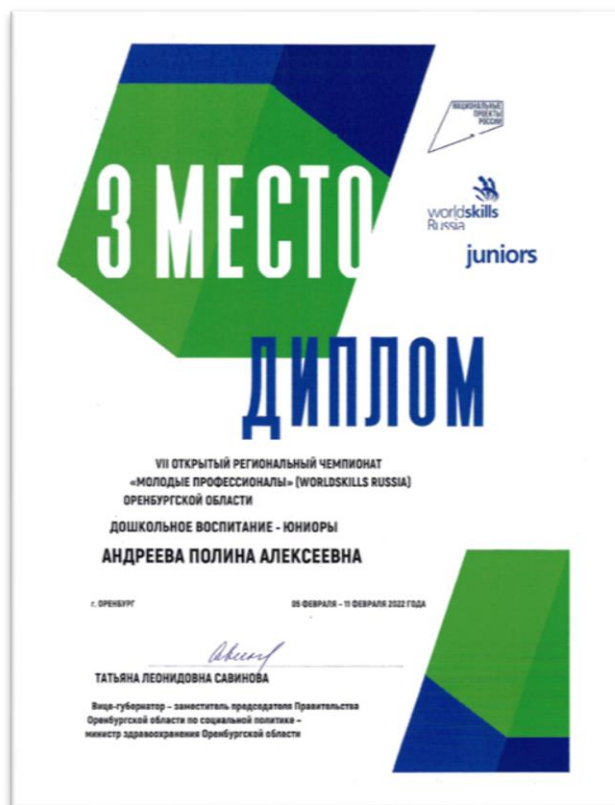 НАЦИОНАЛЬНЫЕ
ПРОЕКТЫ
РОССИИ
worldskills
Russia
juniors
3 МЕСТО
ДИПЛОМ
VII ОТКРЫТЫЙ РЕГИОНАЛЬНЫЙ ЧЕМПИОНАТ
«МОЛОДЫЕ ПРОФЕССИОНАЛЫ» (WORLDSKILLS RUSSIA)
ОРЕНБУРГСКОЙ ОБЛАСТИ
ДОШКОЛЬНОЕ ВОСПИТАНИЕ - ЮНИОРЫ
АНДРЕЕВА ПОЛИНА АЛЕКСЕЕВНА
г. ОРЕНБУРГ 05 ФЕВРАЛЯ – 11 ФЕВРАЛЯ 2022 ГОДА
ТАТЬЯНА ЛЕОНИДОВНА САВИНОВА
Вице-губернатор – заместитель председателя Правительства
Оренбургской области по социальной политике –
министр здравоохранения Оренбургской области